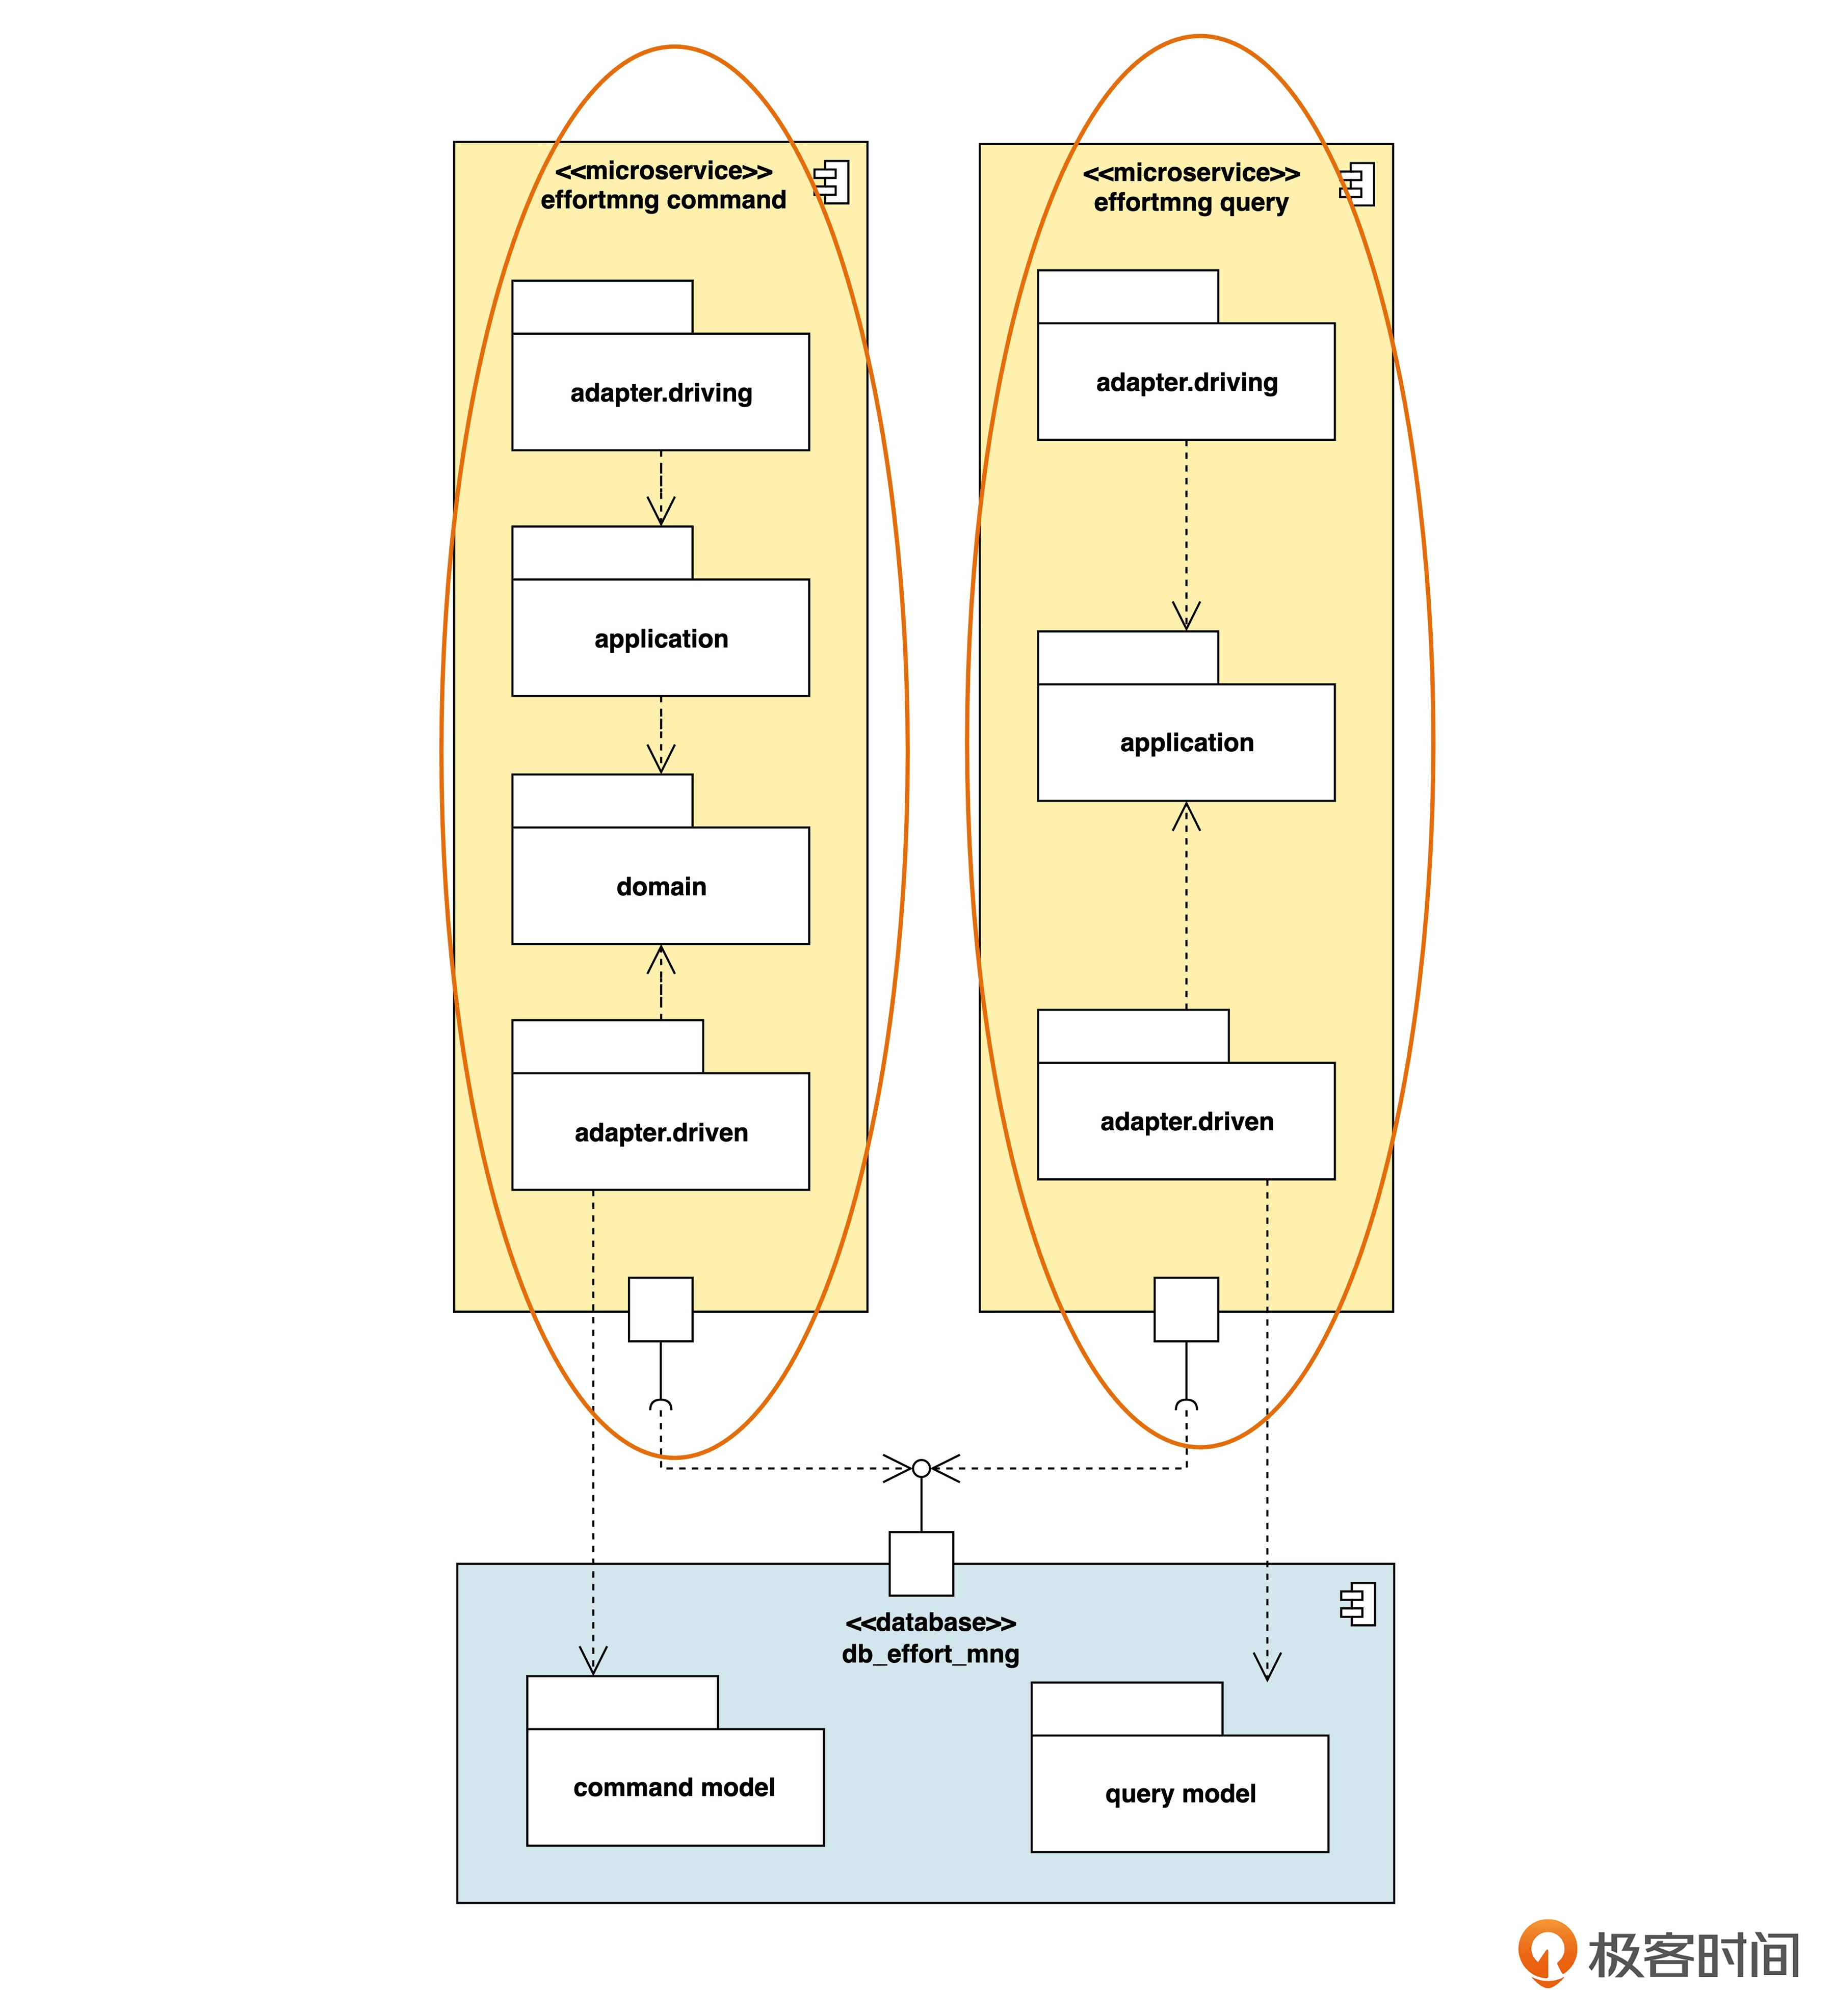 <<microservice>>
effortmng command
adapter.driving
application
domain
adapter.driven
<<microservice>>
effortmng query
adapter.driving
application
adapter.driven
<<database>>
db_effort_mng
command model
query model
极客时间